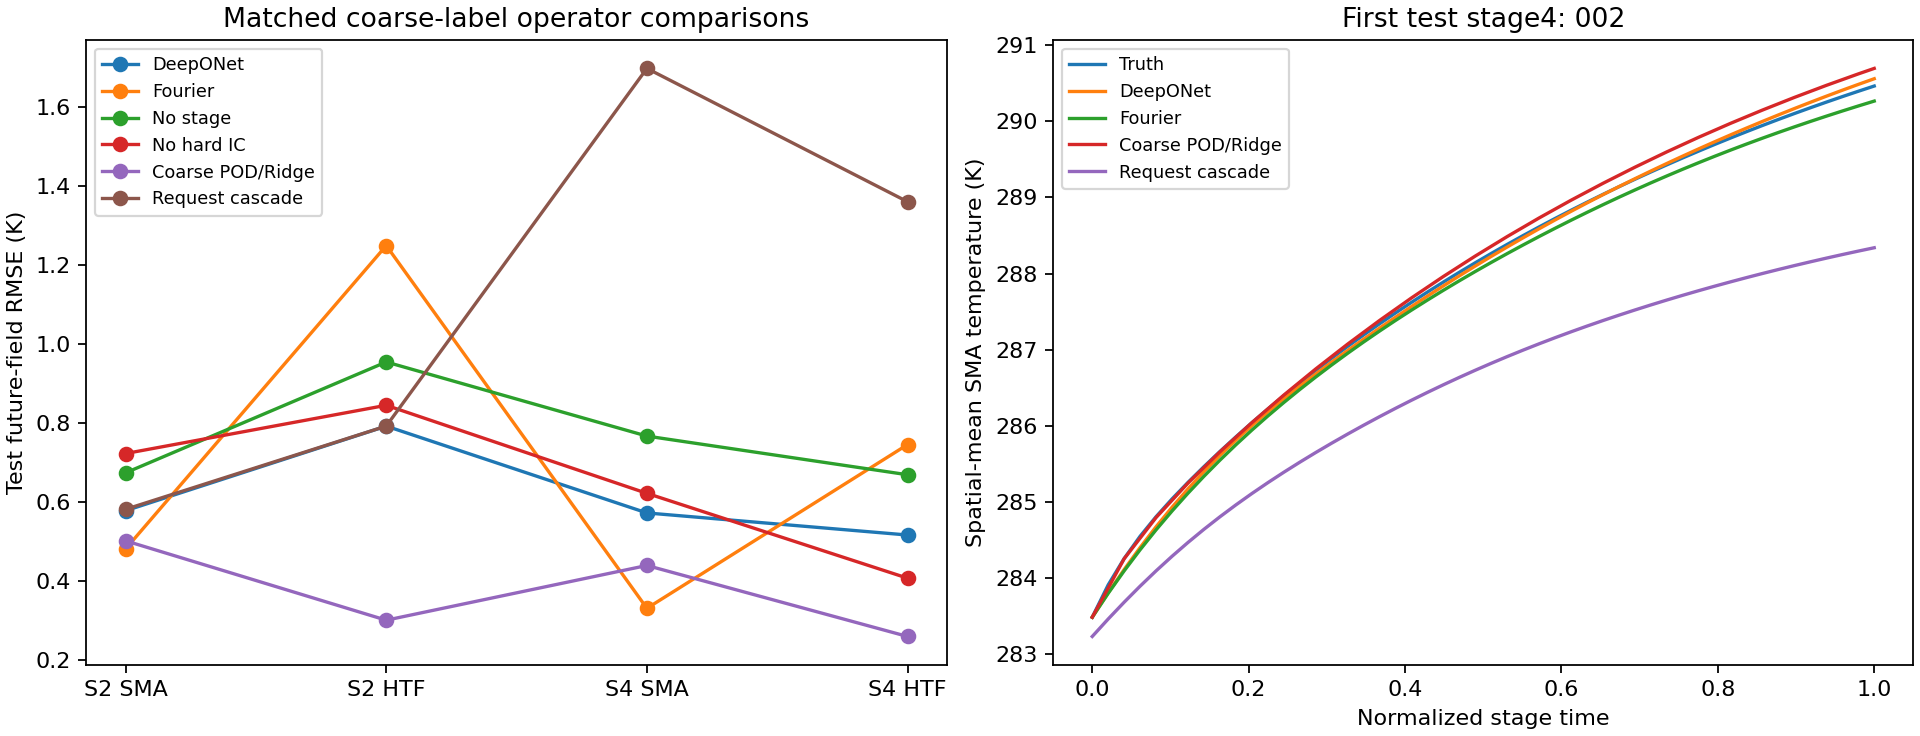 Matched coarse-label operator comparisons
DeepONet
Fourier
No stage
No hard IC
Coarse POD/Ridge
Request cascade
Test future-field RMSE (K)
1.6
1.4
1.2
1.0
0.8
0.6
0.4
0.2
S2 SMA
S2 HTF
S4 SMA
S4 HTF
First test stage4: 002
Truth
DeepONet
Fourier
Coarse POD/Ridge
Request cascade
Spatial-mean SMA temperature (K)
291
290
289
288
287
286
285
284
283
0.0
0.2
0.4
0.6
0.8
1.0
Normalized stage time